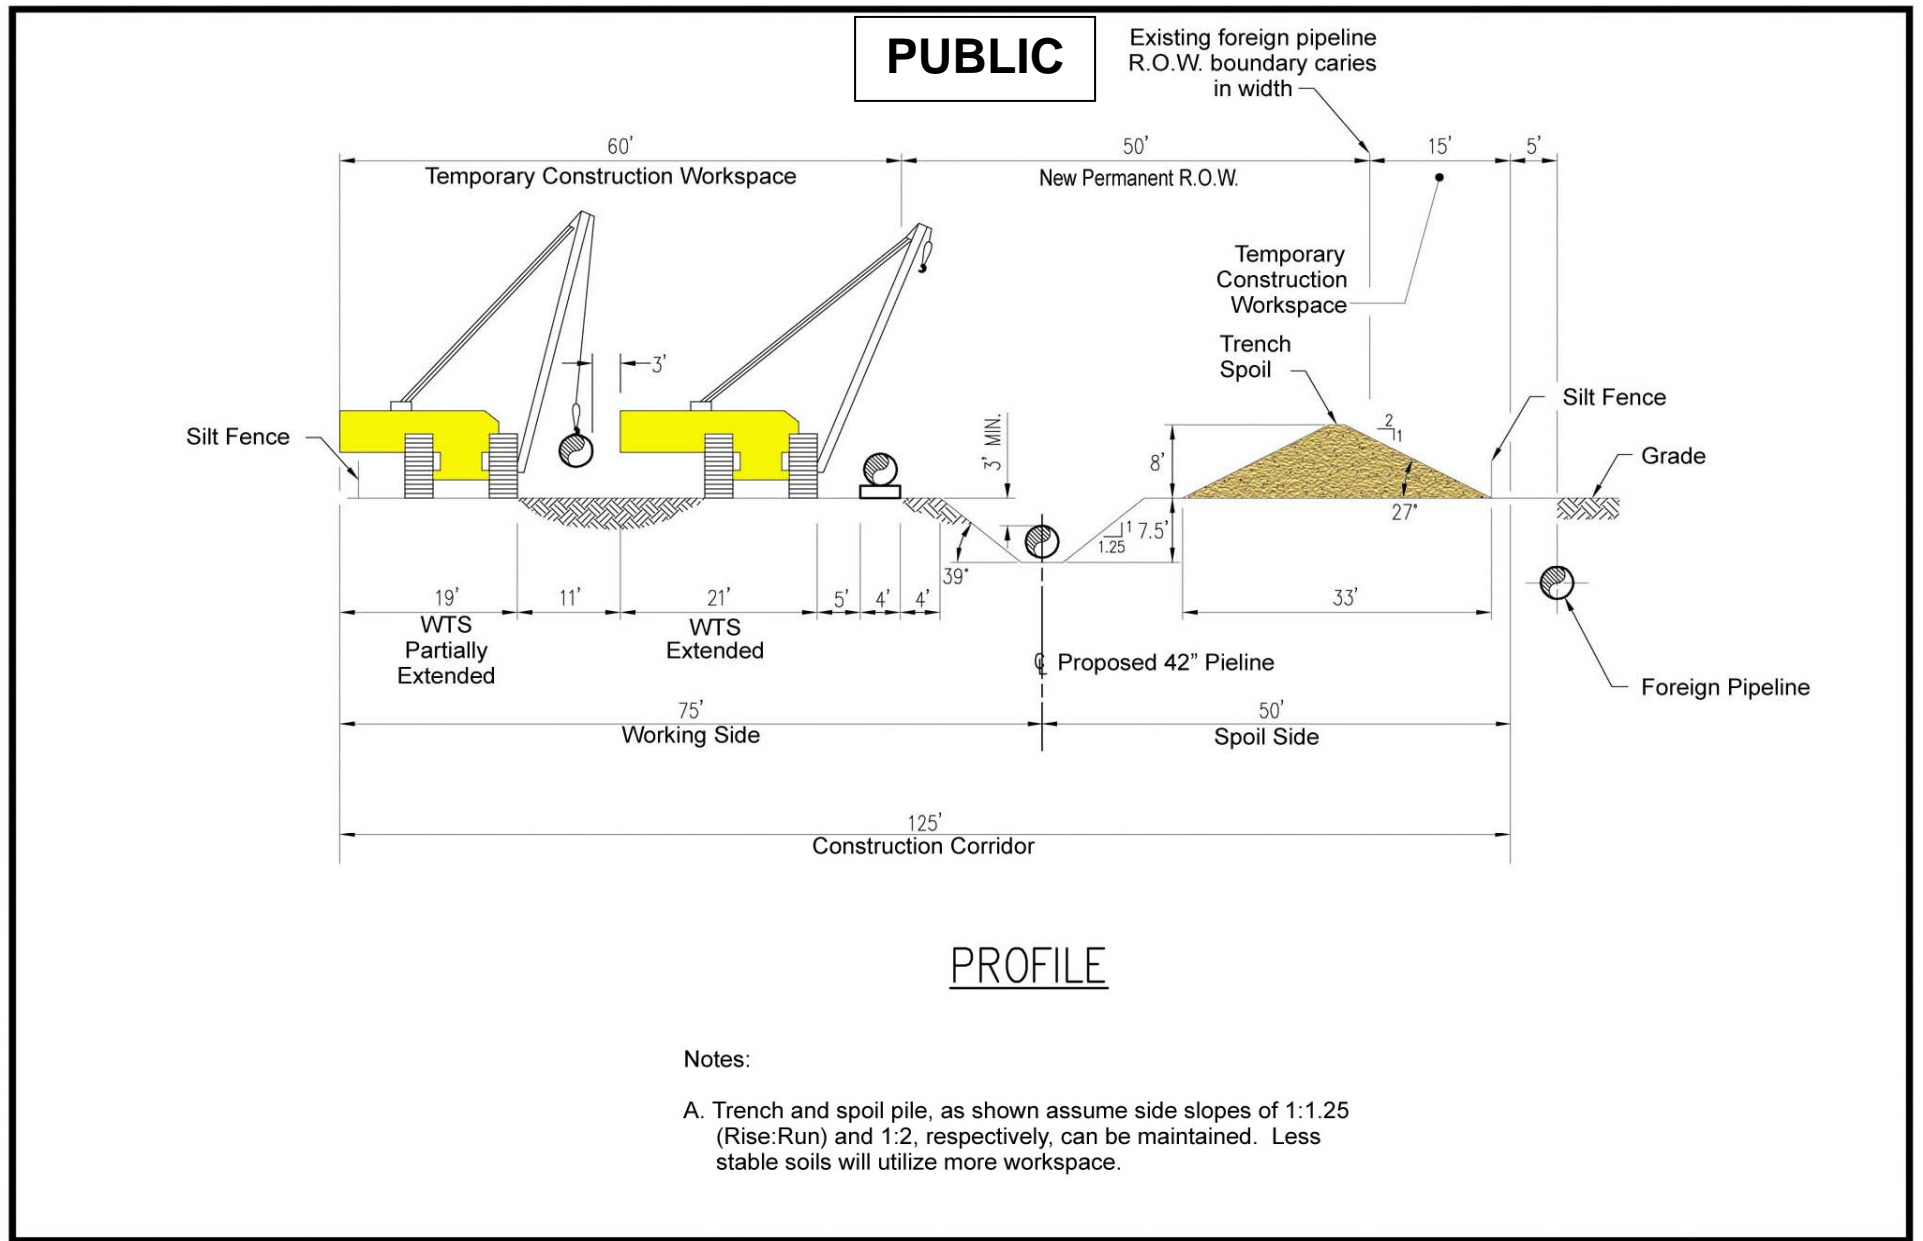 PUBLIC
Existing foreign pipeline
R.O.W. boundary caries
in width
60’
50’
15’
5’
Temporary Construction Workspace
New Permanent R.O.W.
Temporary
Construction
Workspace
Trench
Spoil
3’
Silt Fence
Silt Fence
3’ MIN.
2
1
8’
Grade
27°
1
1.25
7.5’
39°
19’
11’
21’
5’
4’
4’
33’
WTS
Partially
Extended
WTS
Extended
℄ Proposed 42” Pieline
Foreign Pipeline
75’
50’
Working Side
Spoil Side
125’
Construction Corridor
PROFILE
Notes:
A. Trench and spoil pile, as shown assume side slopes of 1:1.25
(Rise:Run) and 1:2, respectively, can be maintained. Less
stable soils will utilize more workspace.